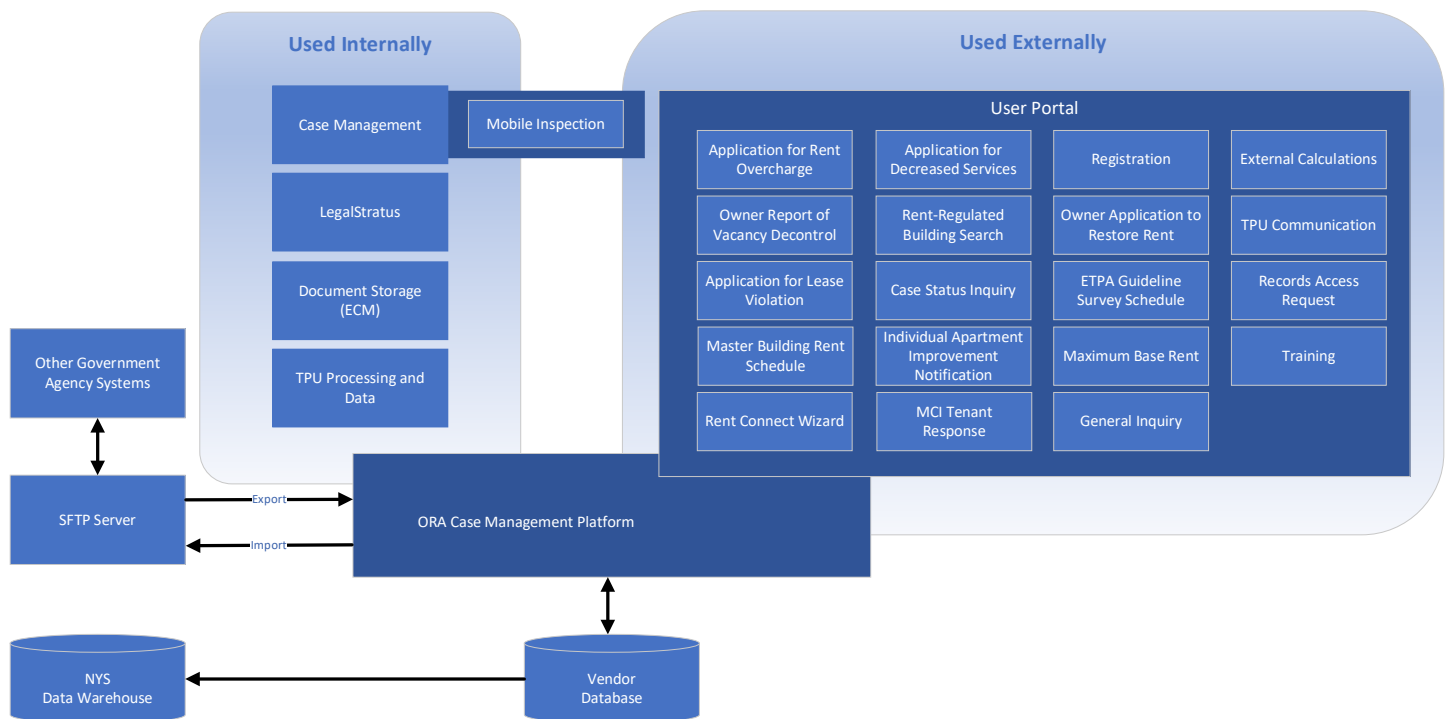 Used Internally
Used Externally
Case Management
Mobile Inspection
LegalStratus
Document Storage
(ECM)
TPU Processing and
Data
User Portal
Application for Rent
Overcharge
Application for
Decreased Services
Registration
External Calculations
Owner Report of
Vacancy Decontrol
Rent-Regulated
Building Search
Owner Application to
Restore Rent
TPU Communication
Application for Lease
Violation
Case Status Inquiry
ETPA Guideline
Survey Schedule
Records Access
Request
Master Building Rent
Schedule
Individual Apartment
Improvement
Notification
Maximum Base Rent
Training
Rent Connect Wizard
MCI Tenant
Response
General Inquiry
Other Government
Agency Systems
SFTP Server
Export
Import
ORA Case Management Platform
NYS
Data Warehouse
Vendor
Database